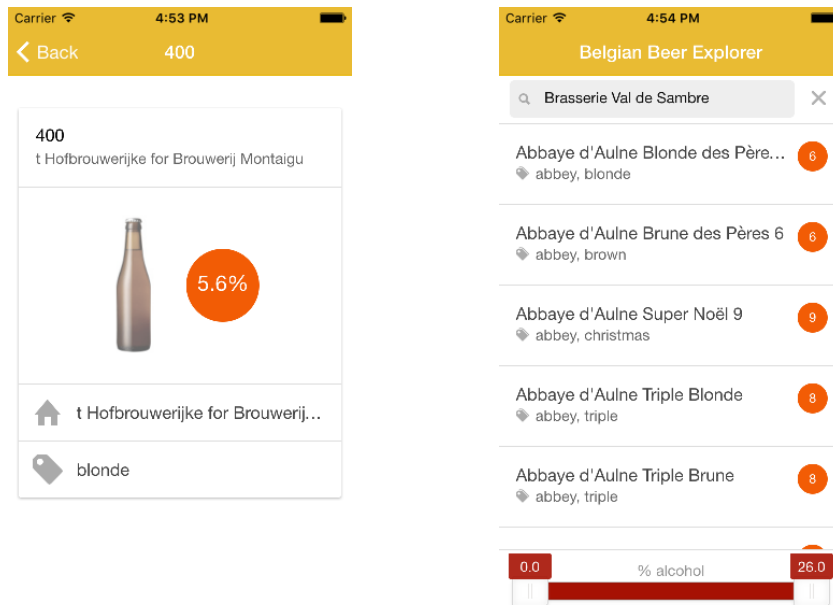 Carrier 4:53 PM
Back 400
400
t Hofbrouwerijke for Brouwerij Montaigu
5.6%
t Hofbrouwerijke for Brouwerij...
blonde
Carrier 4:54 PM
Belgian Beer Explorer
Brasserie Val de Sambre
Abbaye d'Aulne Blonde des Père... 6
abbey, blonde
Abbaye d'Aulne Brune des Pères 6 6
abbey, brown
Abbaye d'Aulne Super Noël 9 9
abbey, christmas
Abbaye d'Aulne Triple Blonde 8
abbey, triple
Abbaye d'Aulne Triple Brune 8
abbey, triple
0.0 % alcohol 26.0